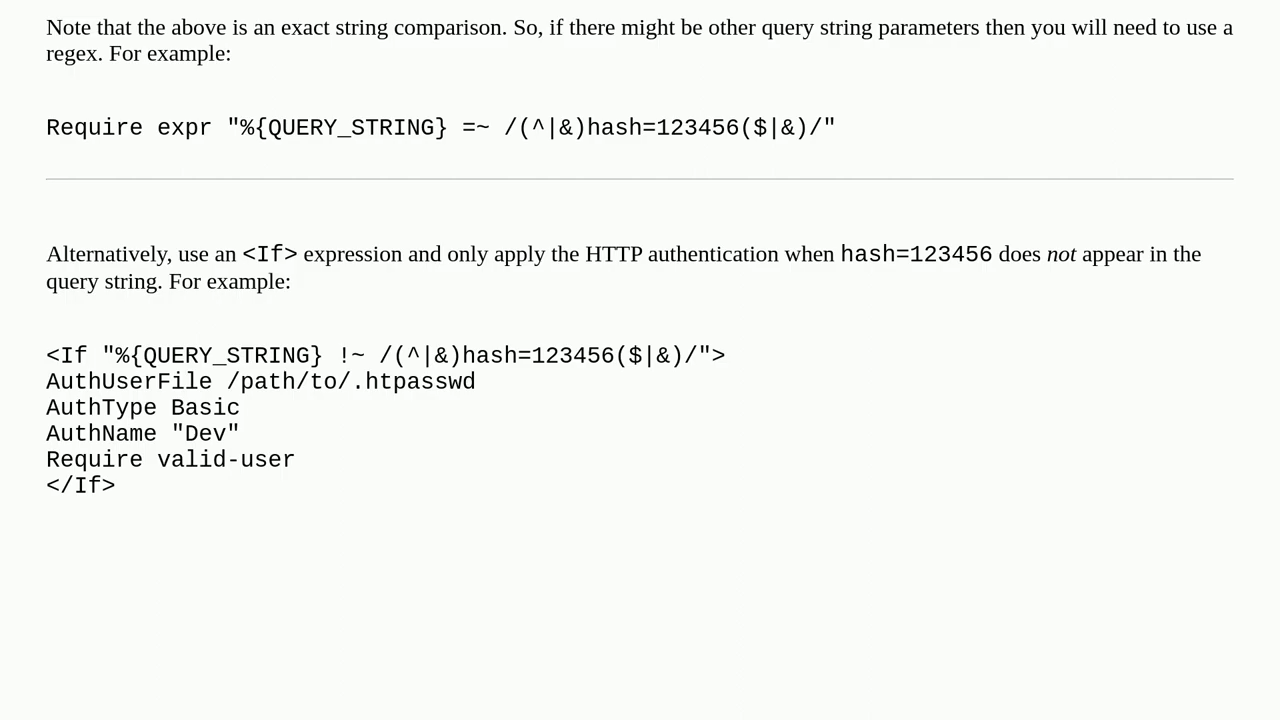 Note that the above is an exact string comparison. So, if there might be other query string parameters then you will need to use a
regex. For example:
Require expr "%{QUERY_STRING} =~ /(^|&)hash=123456($|&)/"
Alternatively, use an <If> expression and only apply the HTTP authentication when hash=123456 does not appear in the
query string. For example:
<If "%{QUERY_STRING} !~ /(^|&)hash=123456($|&)/">
AuthUserFile /path/to/.htpasswd
AuthType Basic
AuthName "Dev"
Require valid-user
</If>